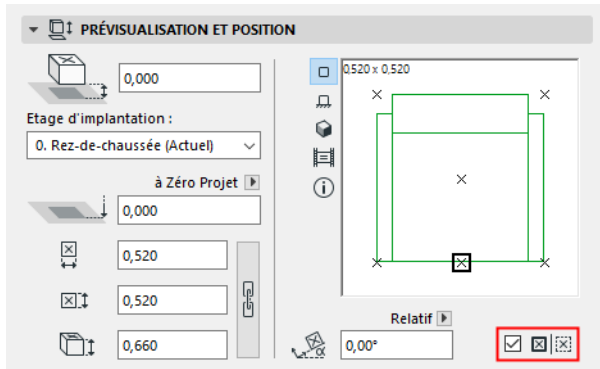 PRÉVISUALISATION ET POSITION
0,000
Etage d'implantation :
0. Rez-de-chaussée (Actuel)
à Zéro Projet
0,000
0,520
0,520
0,660
0,520 x 0,520
Relatif
α
0,00°